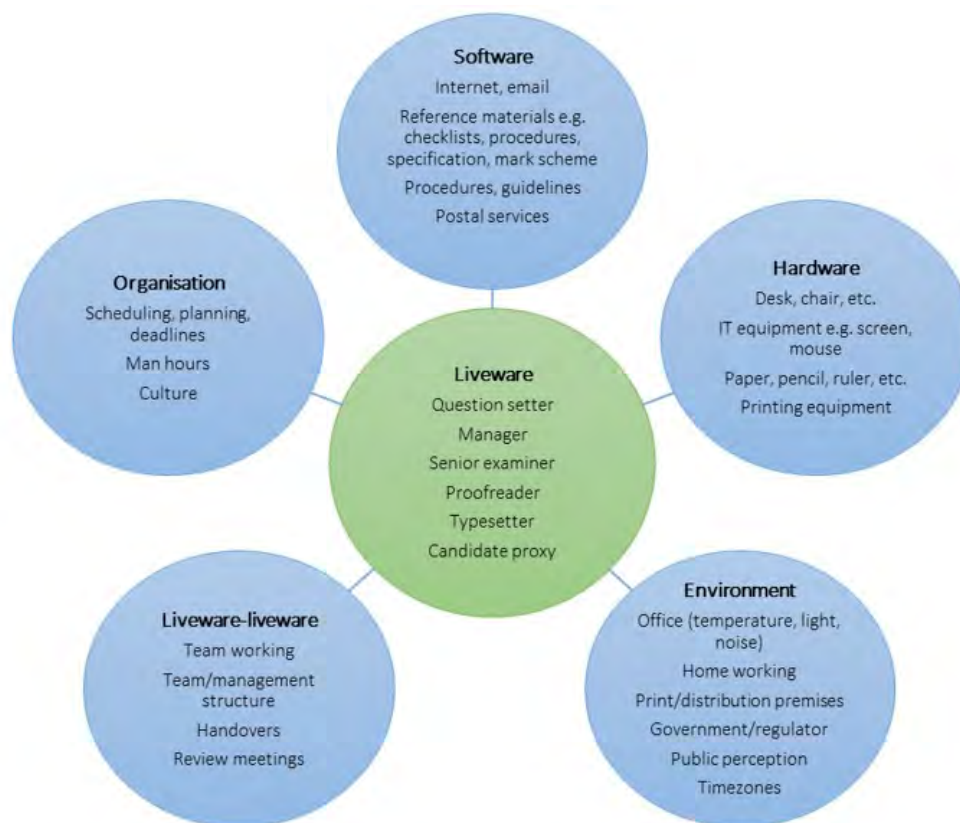 Software
Internet, email
Reference materials e.g.
checklists, procedures,
specification, mark scheme
Procedures, guidelines
Postal services
Organisation
Scheduling, planning,
deadlines
Man hours
Culture
Hardware
Desk, chair, etc.
IT equipment e.g. screen,
mouse
Paper, pencil, ruler, etc.
Printing equipment
Liveware
Question setter
Manager
Senior examiner
Proofreader
Typesetter
Candidate proxy
Liveware-liveware
Team working
Team/management
structure
Handovers
Review meetings
Environment
Office (temperature, light,
noise)
Home working
Print/distribution premises
Government/regulator
Public perception
Timezones